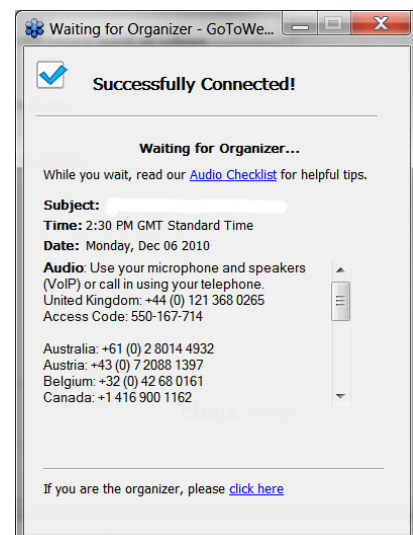 Waiting for Organizer - GoToWe...
Successfully Connected!
Waiting for Organizer...
While you wait, read our Audio Checklist for helpful tips.
Subject:
Time: 2:30 PM GMT Standard Time
Date: Monday, Dec 06 2010
Audio: Use your microphone and speakers
(VoIP) or call in using your telephone.
United Kingdom: +44 (0) 121 368 0265
Access Code: 550-167-714
Australia: +61 (0) 2 8014 4932
Austria: +43 (0) 7 2088 1397
Belgium: +32 (0) 42 68 0161
Canada: +1 416 900 1162
If you are the organizer, please click here